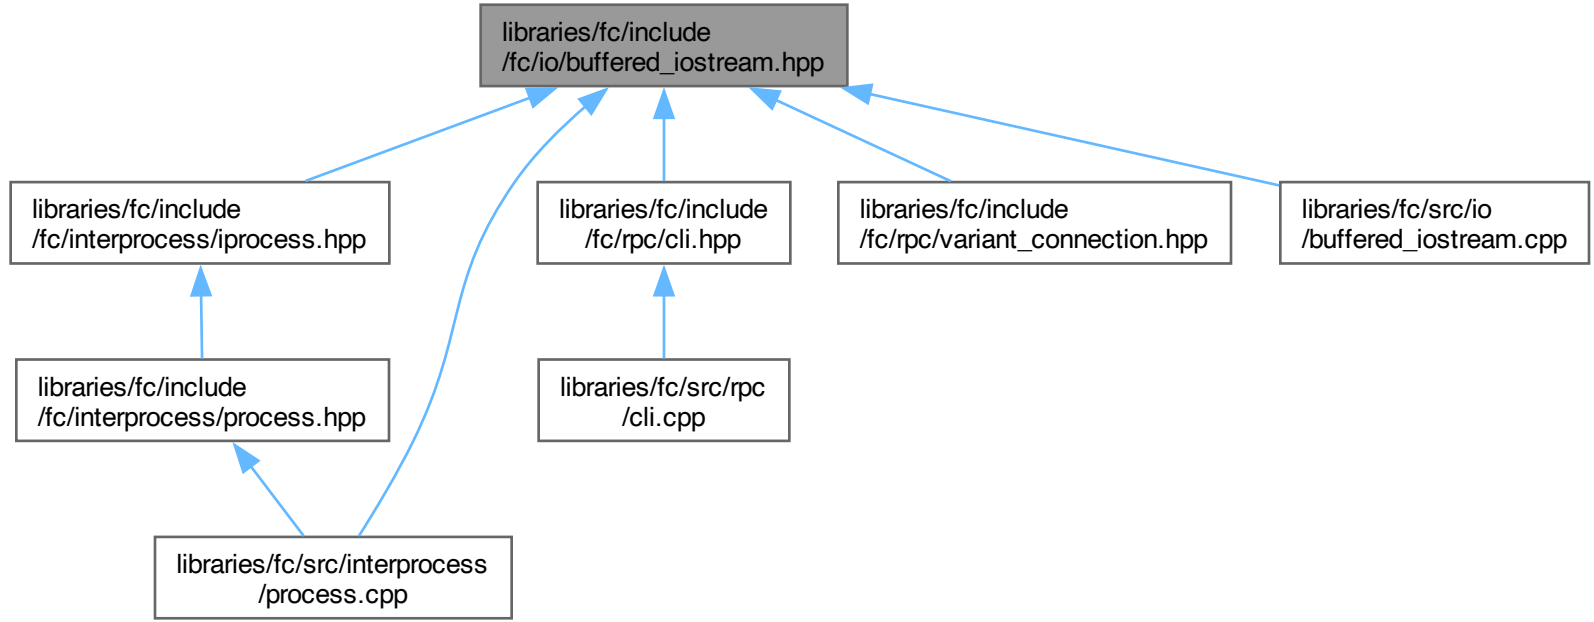 libraries/fc/include
/fc/io/buffered_iostream.hpp
libraries/fc/include
/fc/interprocess/iprocess.hpp
libraries/fc/include
/fc/rpc/cli.hpp
libraries/fc/include
/fc/rpc/variant_connection.hpp
libraries/fc/src/io
/buffered_iostream.cpp
libraries/fc/include
/fc/interprocess/process.hpp
libraries/fc/src/rpc
/cli.cpp
libraries/fc/src/interprocess
/process.cpp